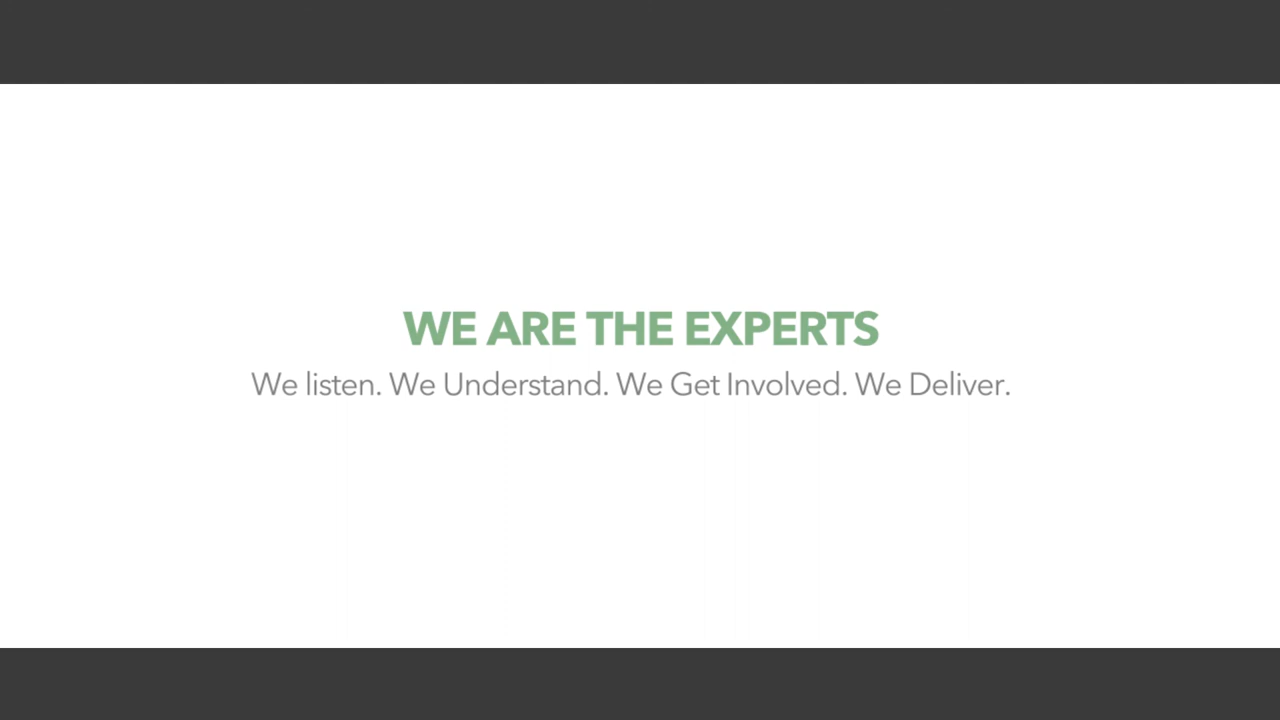 WE ARE THE EXPERTS
We listen. We Understand. We Get Involved. We Deliver.